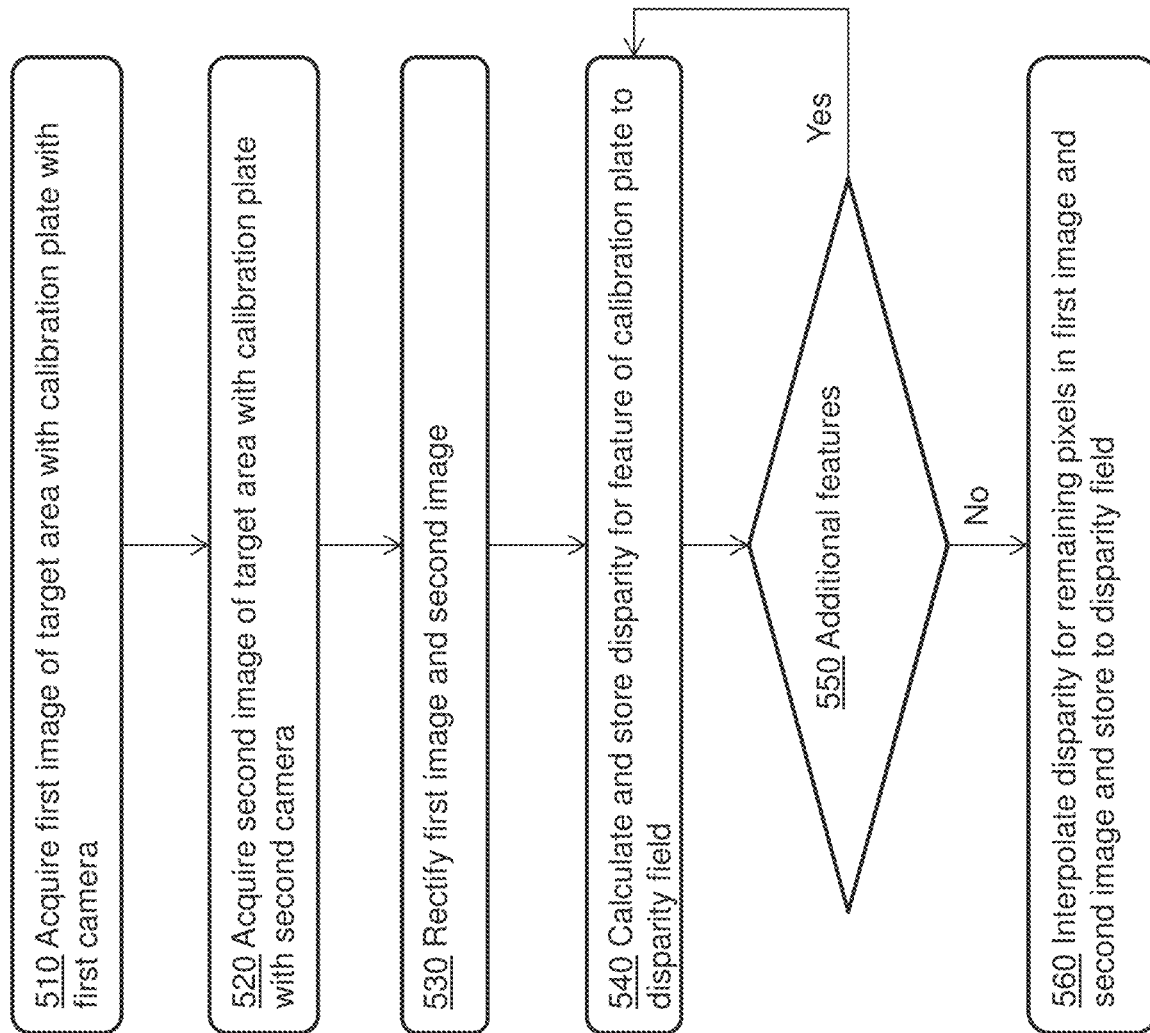 510 Acquire first image of target area with calibration plate with
first camera
520 Acquire second image of target area with calibration plate
with second camera
530 Rectify first image and second image
540 Calculate and store disparity for feature of calibration plate to
disparity field
550 Additional features
Yes
No
560 Interpolate disparity for remaining pixels in first image and
second image and store to disparity field